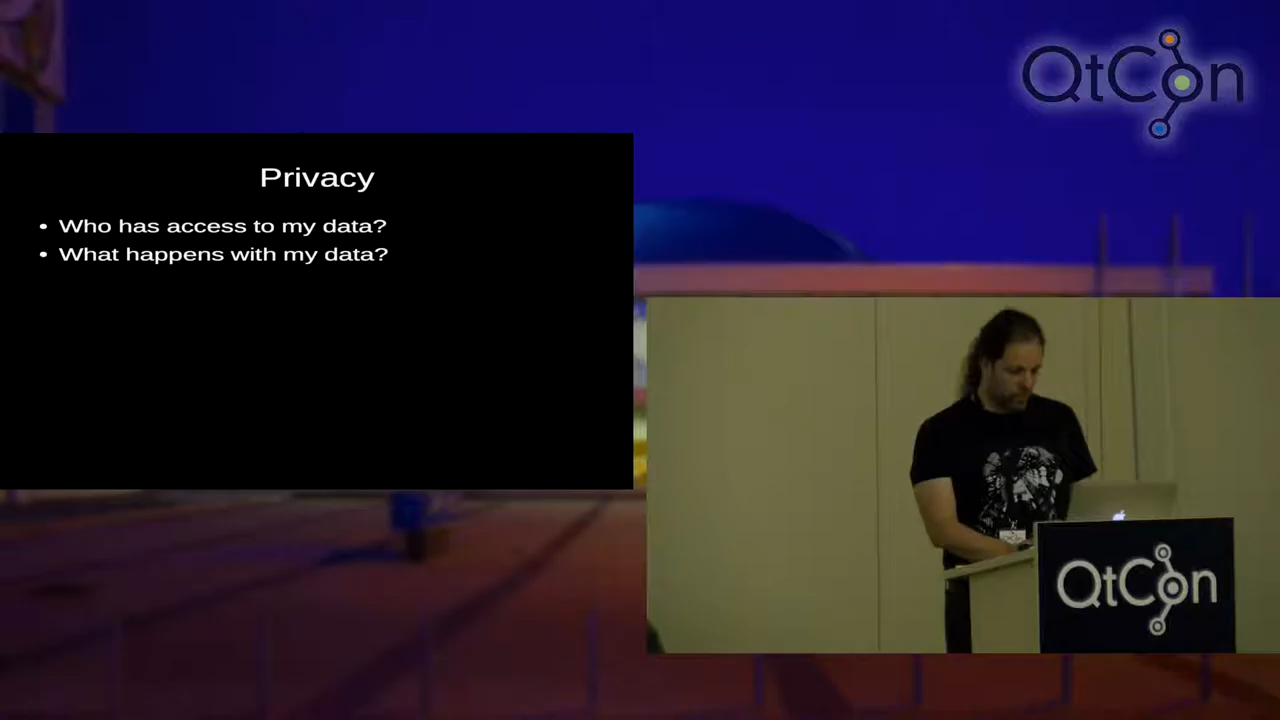 QtCon
Privacy
• Who has access to my data?
• What happens with my data?
QtCon